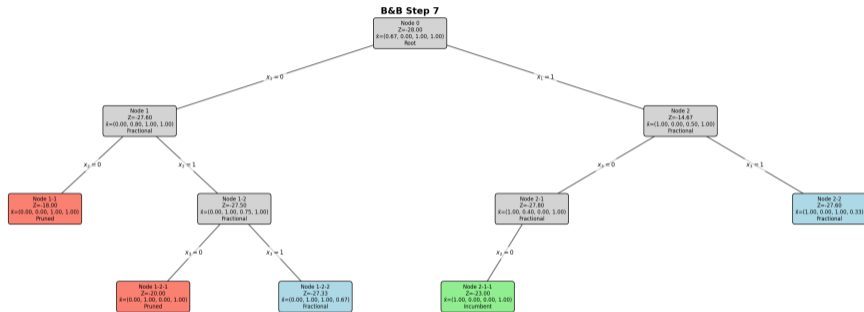 B&B Step 7
Node 0
Z=-28.00
x̄=(0.67, 0.00, 1.00, 1.00)
Root
x₁ = 0
x₁ = 1
Node 1
Z=-27.60
x̄=(0.00, 0.80, 1.00, 1.00)
Fractional
Node 2
Z=-14.67
x̄=(1.00, 0.00, 0.50, 1.00)
Fractional
x₂ = 0
x₂ = 1
x₃ = 0
x₃ = 1
Node 1-1
Z=-18.00
x̄=(0.00, 0.00, 1.00, 1.00)
Pruned
Node 1-2
Z=-27.50
x̄=(0.00, 1.00, 0.75, 1.00)
Fractional
Node 2-1
Z=-27.80
x̄=(1.00, 0.40, 0.00, 1.00)
Fractional
Node 2-2
Z=-27.60
x̄=(1.00, 0.00, 1.00, 0.33)
Fractional
x₃ = 0
x₃ = 1
x₂ = 0
Node 1-2-1
Z=-20.00
x̄=(0.00, 1.00, 0.00, 1.00)
Pruned
Node 1-2-2
Z=-27.33
x̄=(0.00, 1.00, 1.00, 0.67)
Fractional
Node 2-1-1
Z=-23.00
x̄=(1.00, 0.00, 0.00, 1.00)
Incumbent